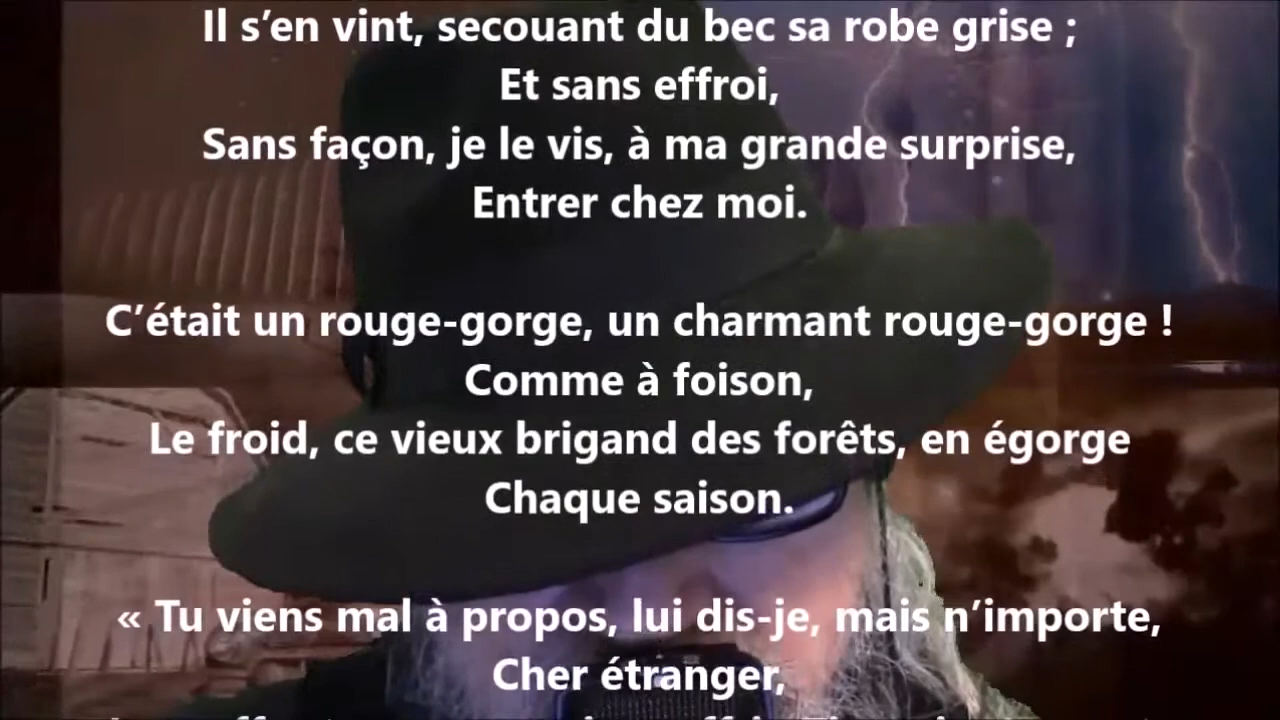 Il s’en vint, secouant du bec sa robe grise ;
Et sans effroi,
Sans façon, je le vis, à ma grande surprise,
Entrer chez moi.
C’était un rouge-gorge, un charmant rouge-gorge !
Comme à foison,
Le froid, ce vieux brigand des forêts, en égorge
Chaque saison.
« Tu viens mal à propos, lui dis-je, mais n’importe,
Cher étranger,